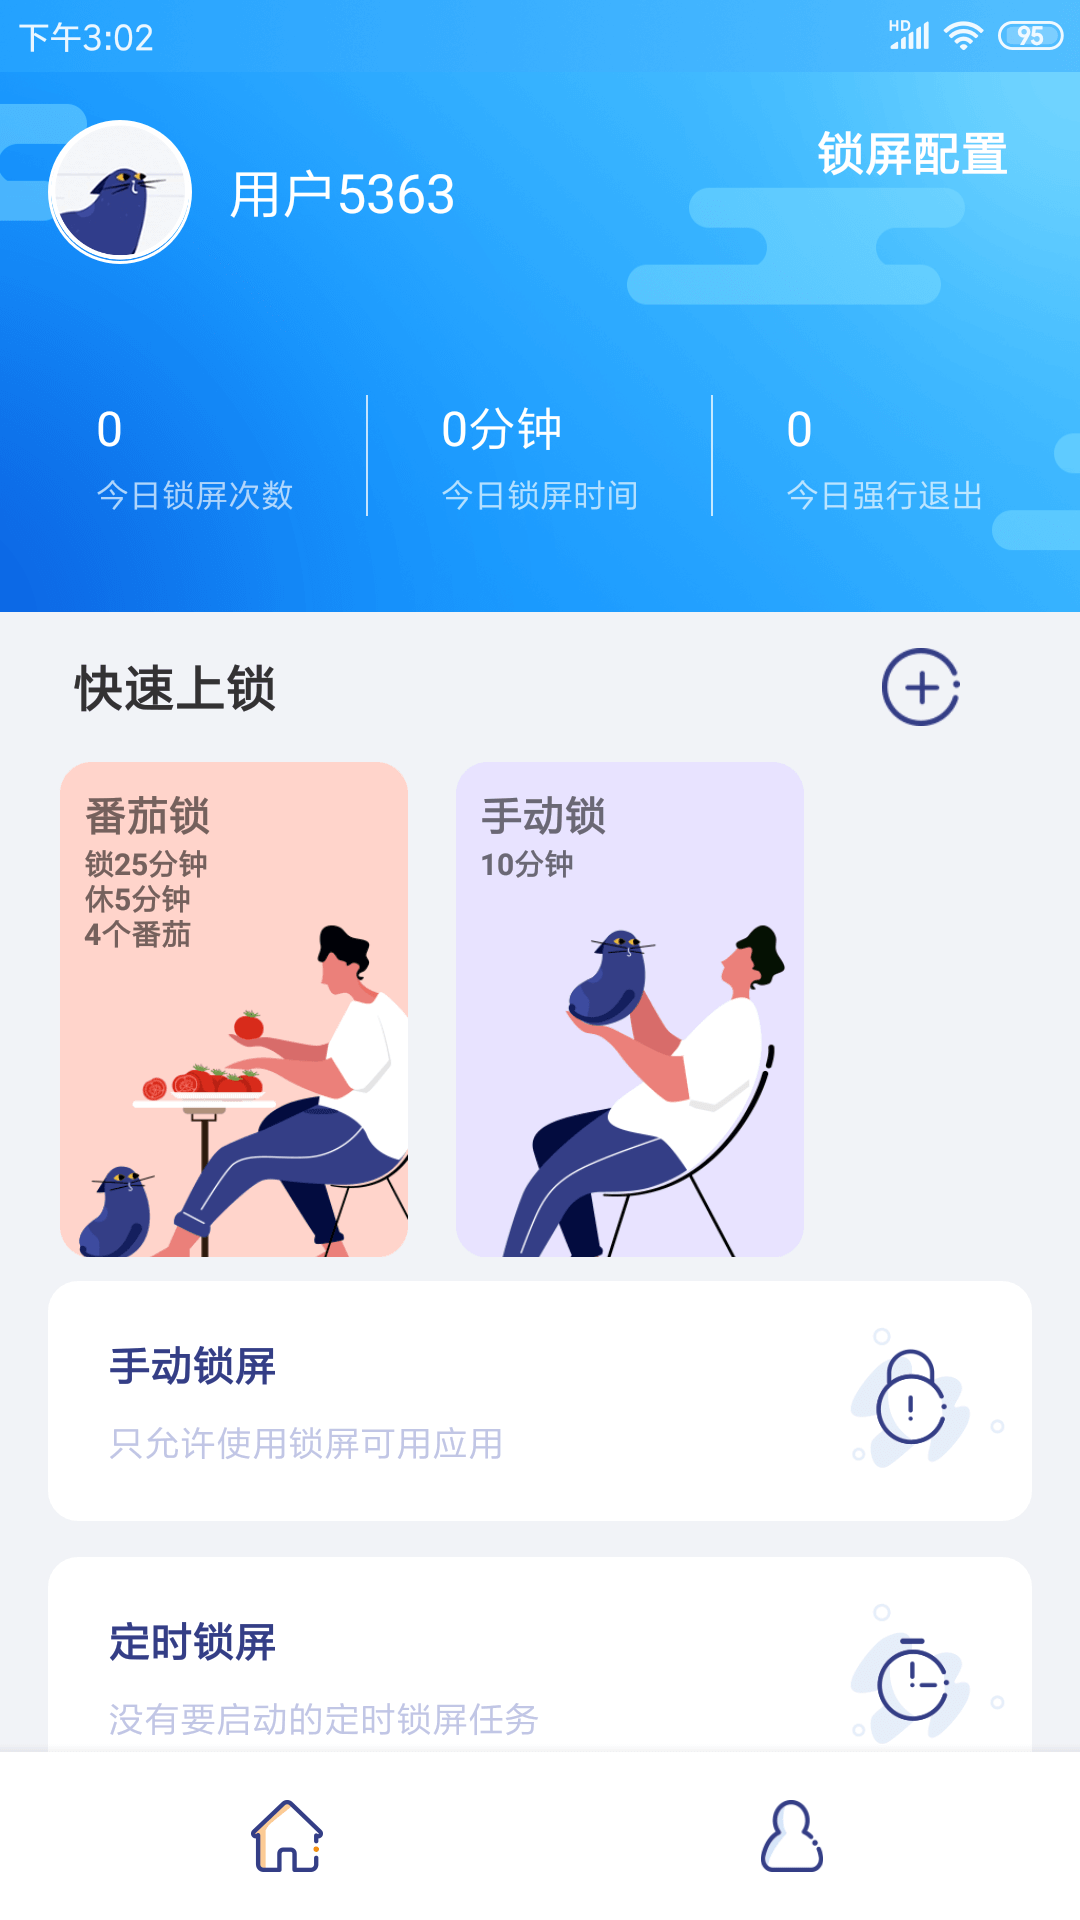 下午3:02
HD
95
锁屏配置
用户5363
0
0分钟
0
今日锁屏次数
今日锁屏时间
今日强行退出
快速上锁
番茄锁
锁25分钟
休5分钟
4个番茄
手动锁
10分钟
手动锁屏
只允许使用锁屏可用应用
定时锁屏
没有要启动的定时锁屏任务